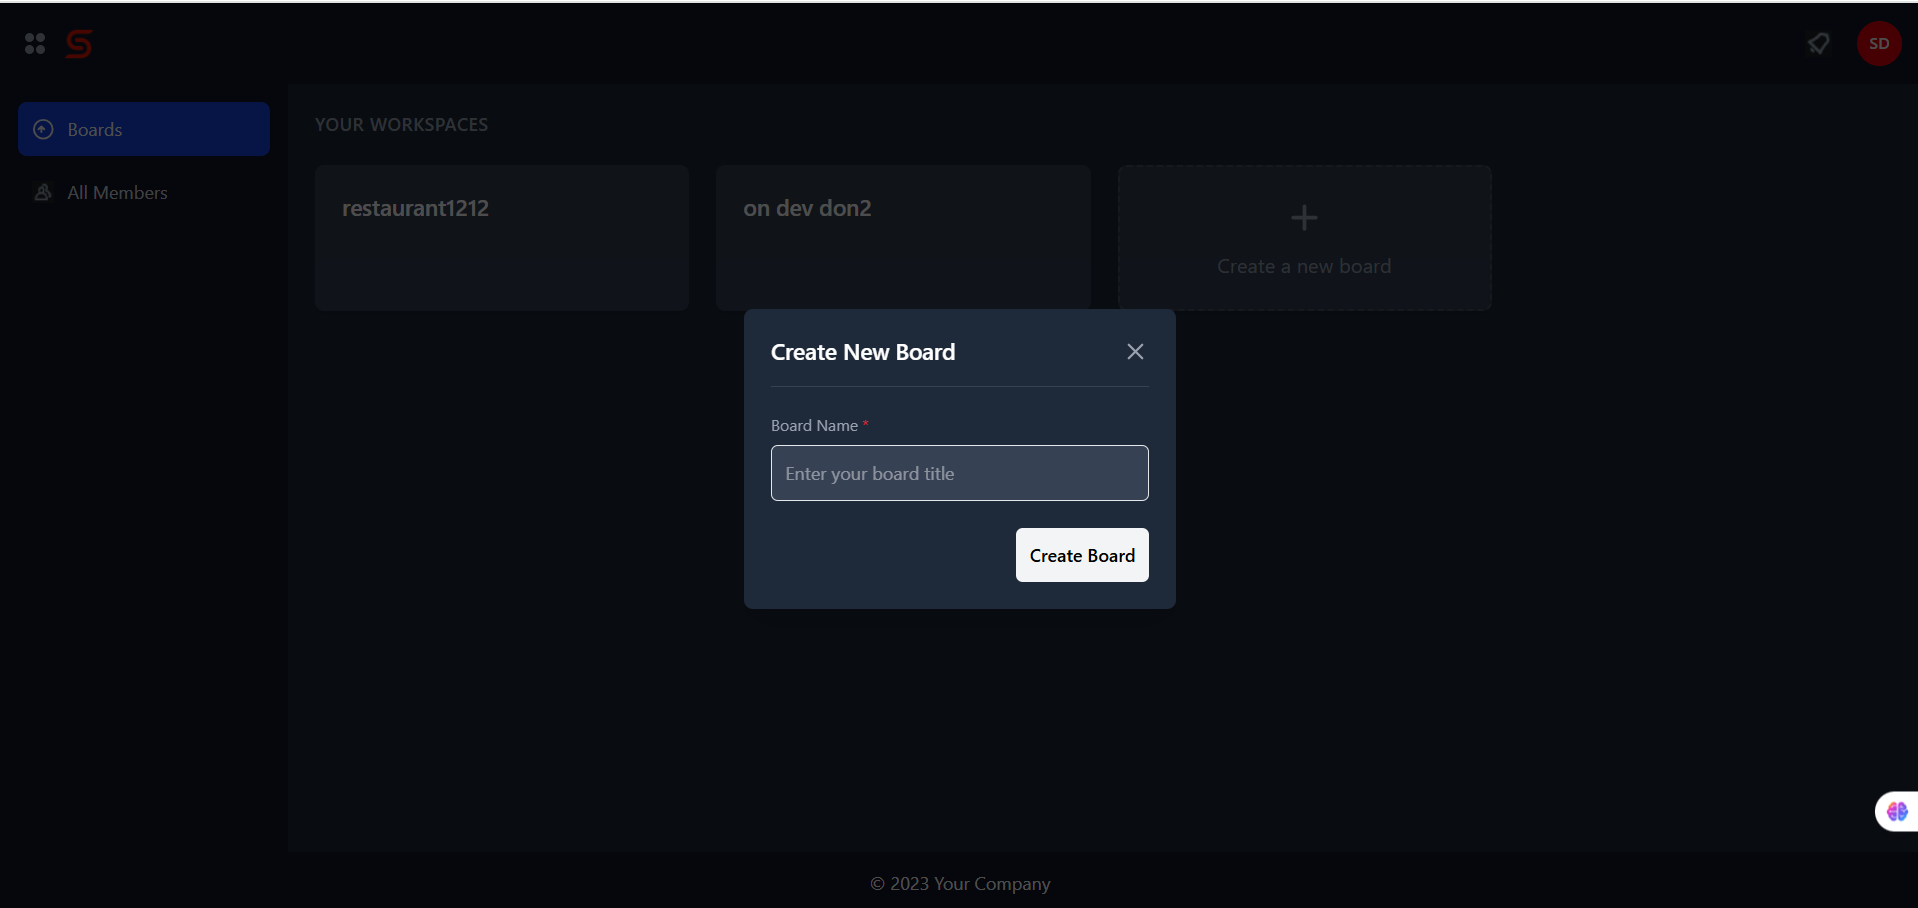 SD
Boards
All Members
YOUR WORKSPACES
restaurant1212
on dev don2
Create a new board
Create New Board
Board Name *
Enter your board title
Create Board
© 2023 Your Company